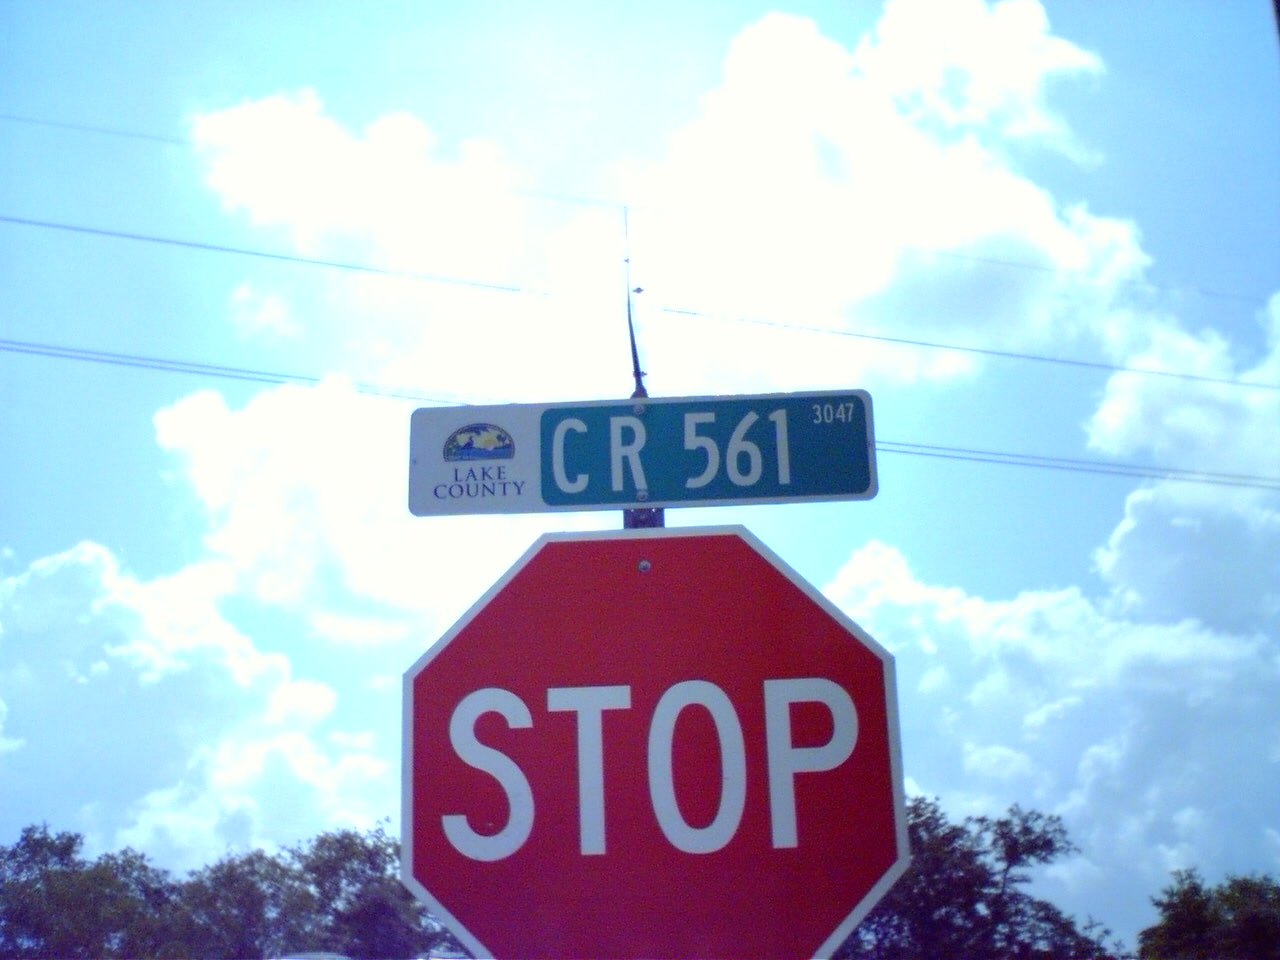 LAKE
COUNTY
CR 561 3047
STOP